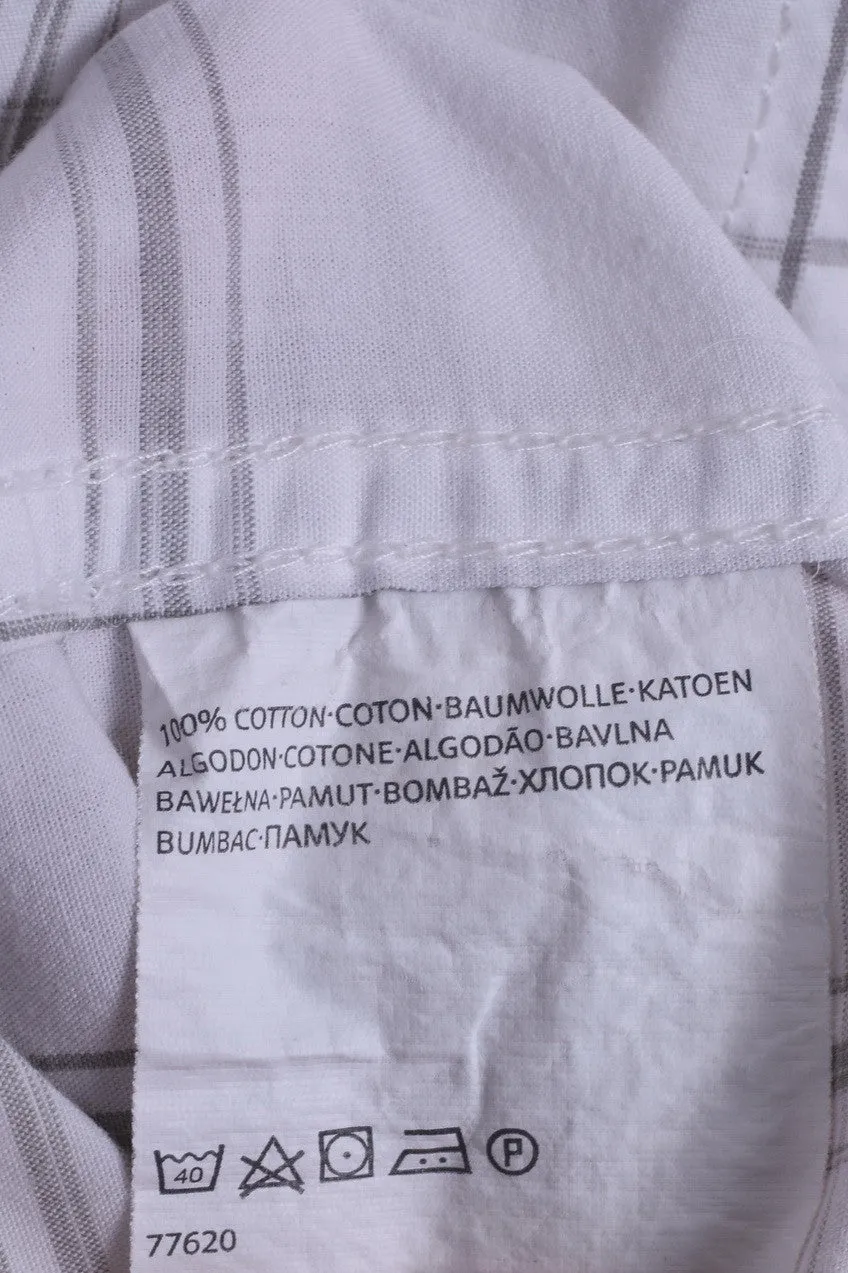 100% COTTON·COTON·BAUMWOLLE·KATOEN
ALGODON·COTONE·ALGODÃO·BAVLNA
BAWEŁNA·PAMUT·BOMBAŽ·ХЛОПОК·PAMUK
BUMBAC·ПАМУК
40 P
77620